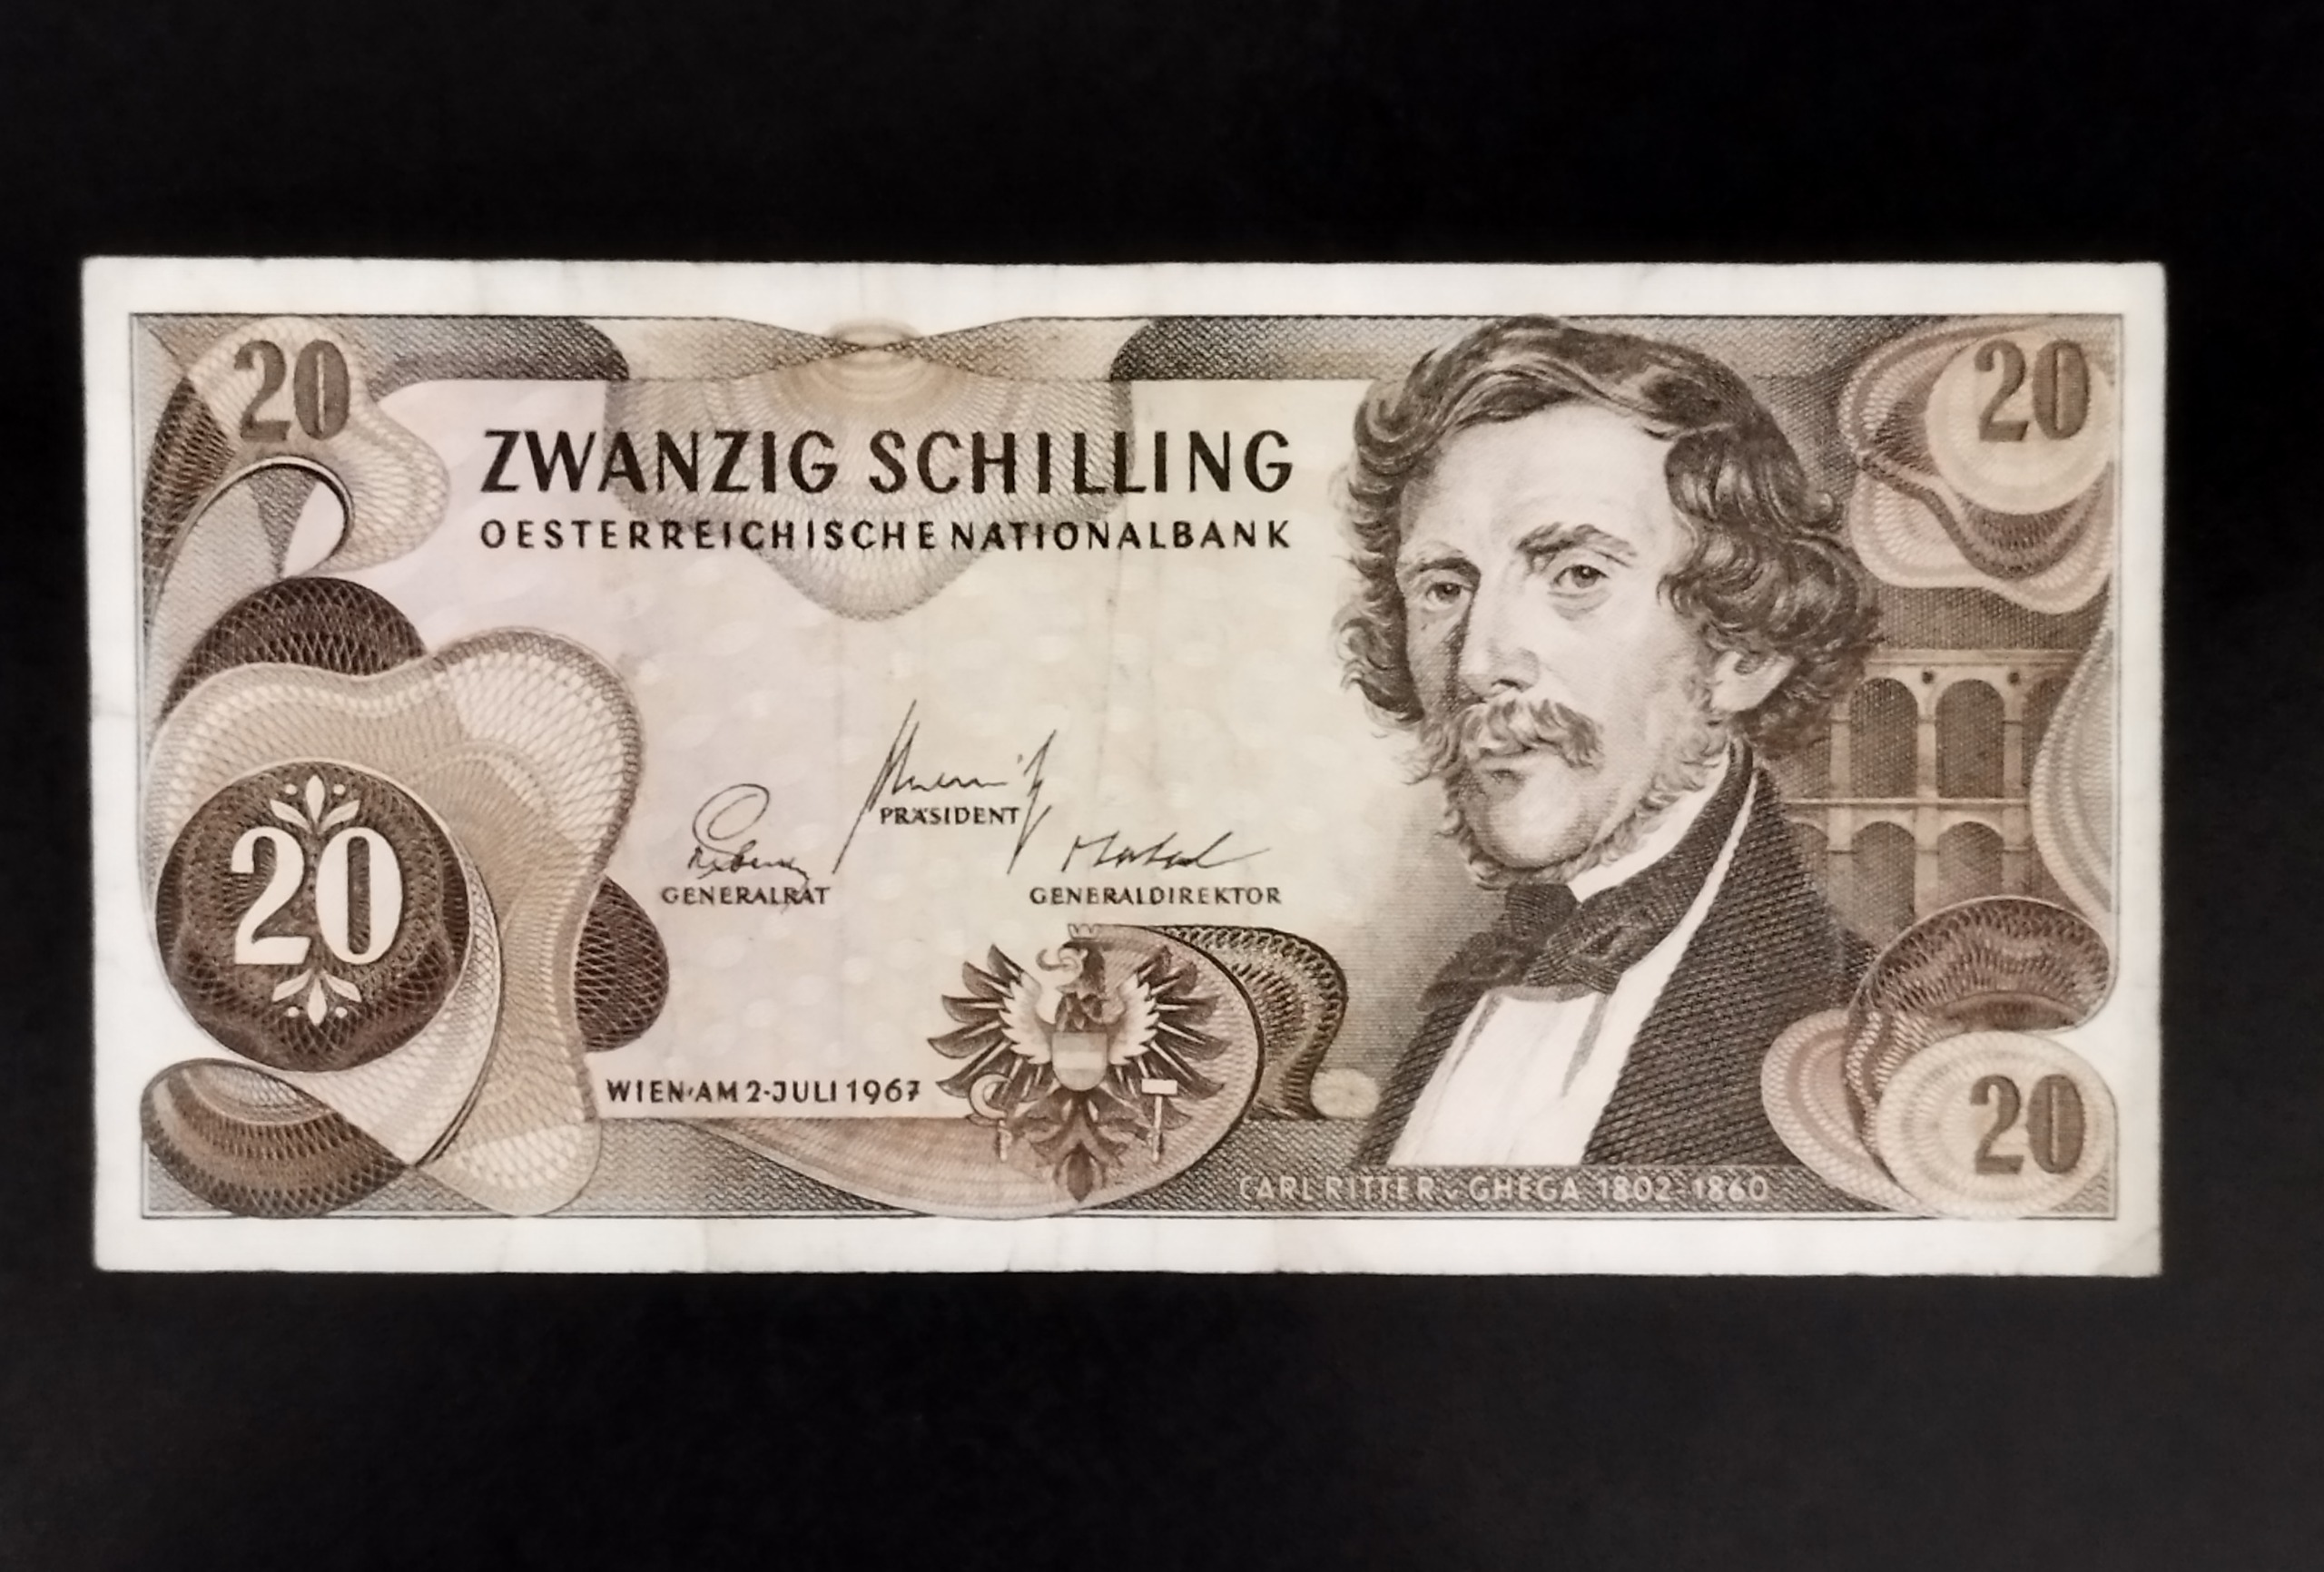 20
20
ZWANZIG SCHILLING
OESTERREICHISCHE NATIONALBANK
PRÄSIDENT
GENERALRAT
GENERALDIREKTOR
20
WIEN·AM 2·JULI 1967
20
CARL RITTER v GHEGA 1802-1860